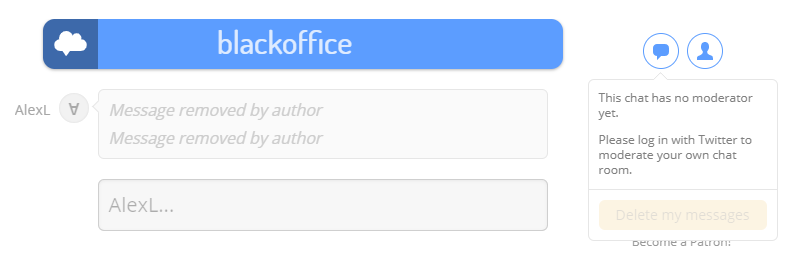 blackoffice
AlexL
∀
Message removed by author
Message removed by author
AlexL...
This chat has no moderator
yet.
Please log in with Twitter to
moderate your own chat
room.
Delete my messages
Become a Patron!